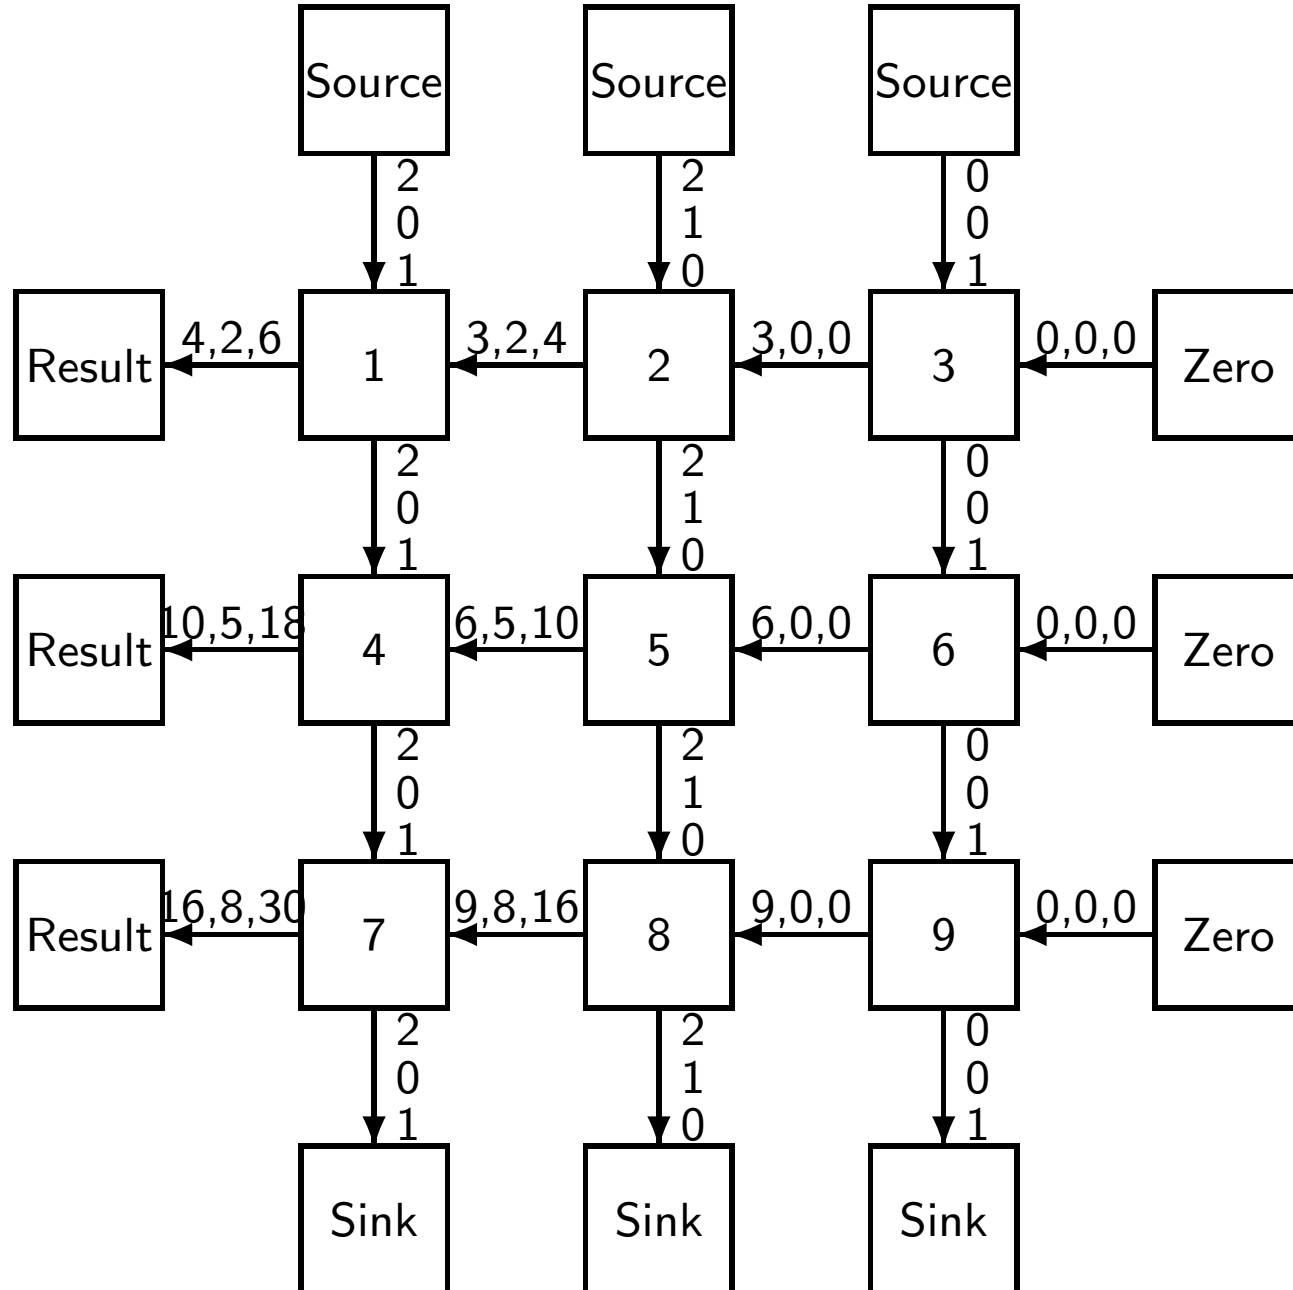 Source Source Source
2 2 0
0 1 0
1 0 1
4,2,6 3,2,4 3,0,0 0,0,0
Result 1 2 3 Zero
2 2 0
0 1 0
1 0 1
10,5,18 6,5,10 6,0,0 0,0,0
Result 4 5 6 Zero
2 2 0
0 1 0
1 0 1
16,8,30 9,8,16 9,0,0 0,0,0
Result 7 8 9 Zero
2 2 0
0 1 0
1 0 1
Sink Sink Sink